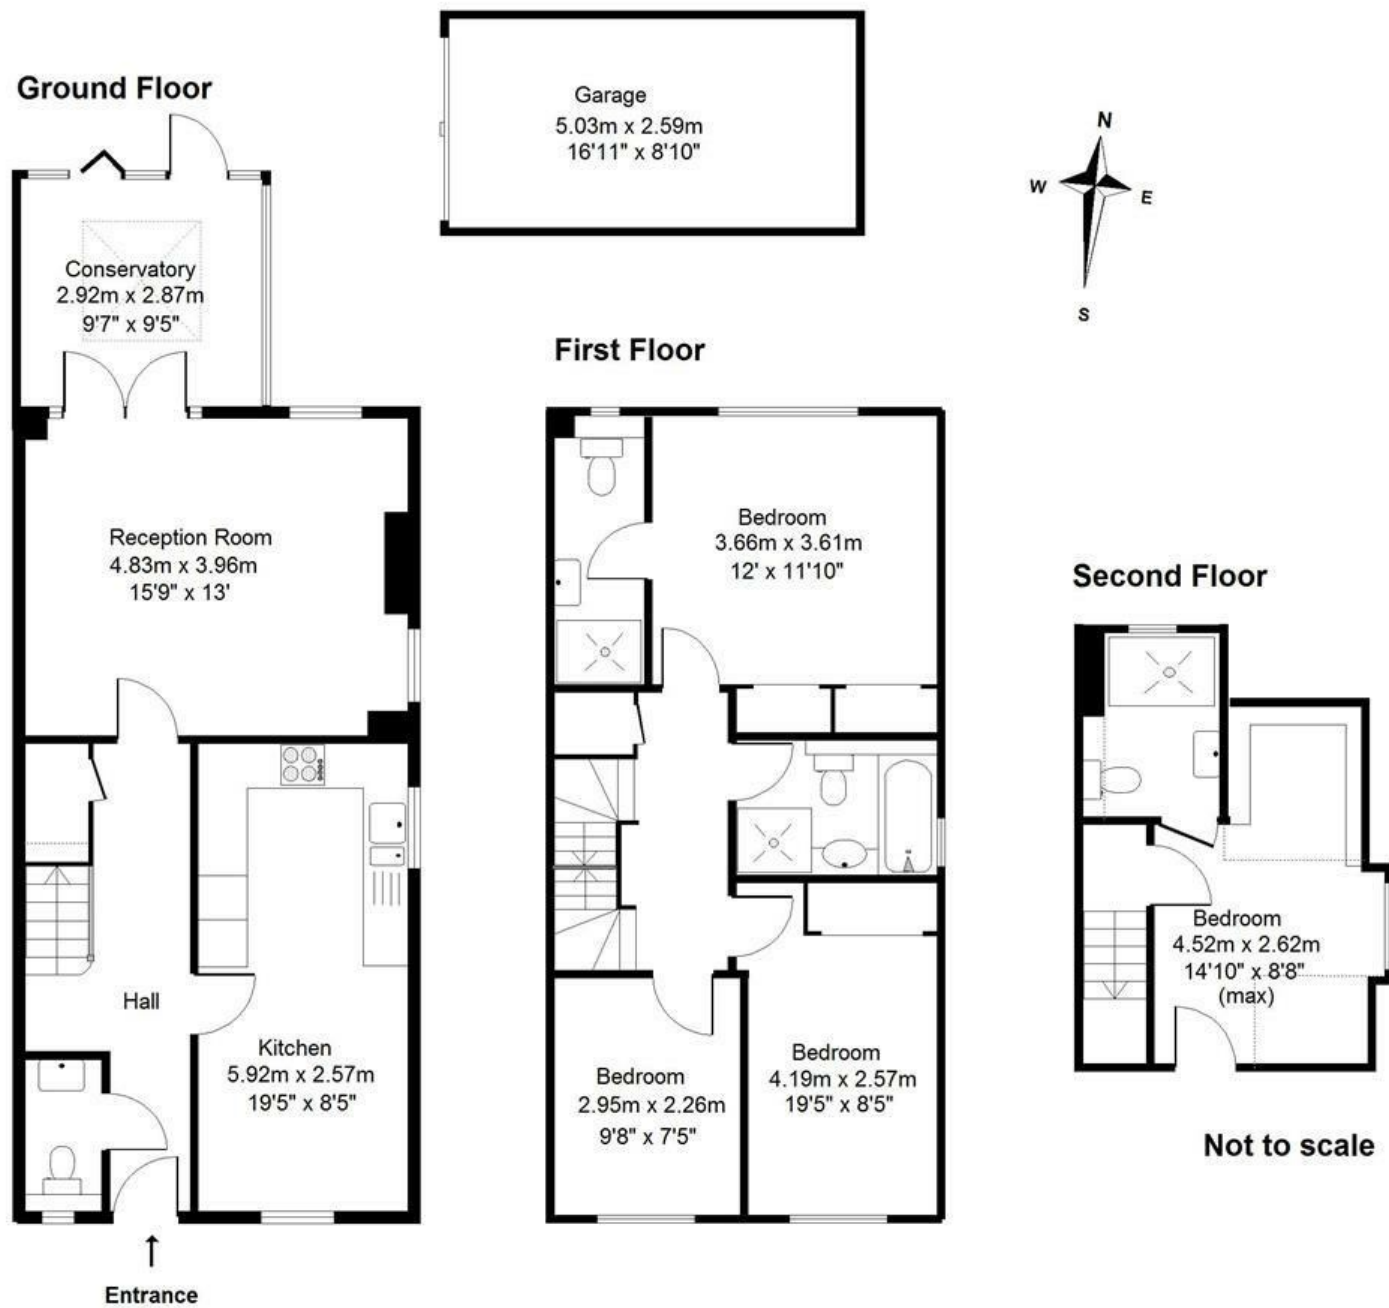 Garage
5.03m x 2.59m
16'11" x 8'10"
Ground Floor
N
W
E
S
Conservatory
2.92m x 2.87m
9'7" x 9'5"
First Floor
Reception Room
4.83m x 3.96m
15'9" x 13'
Bedroom
3.66m x 3.61m
12' x 11'10"
Second Floor
Bedroom
4.52m x 2.62m
14'10" x 8'8"
(max)
Hall
Kitchen
5.92m x 2.57m
19'5" x 8'5"
Bedroom
2.95m x 2.26m
9'8" x 7'5"
Bedroom
4.19m x 2.57m
19'5" x 8'5"
Not to scale
Entrance